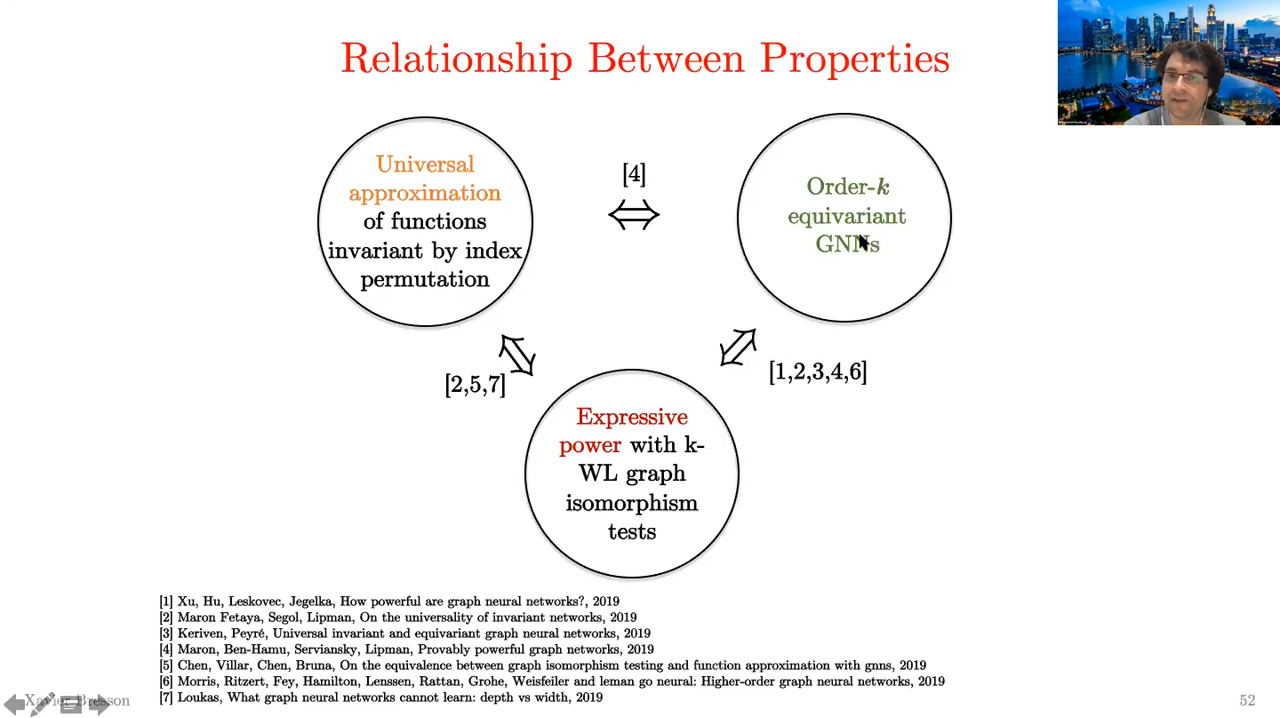 Relationship Between Properties
Universal
approximation
of functions
invariant by index
permutation
[4]
Order-k
equivariant
GNNs
[2,5,7]
[1,2,3,4,6]
Expressive
power with k-
WL graph
isomorphism
tests
[1] Xu, Hu, Leskovec, Jegelka, How powerful are graph neural networks?, 2019
[2] Maron Fetaya, Segol, Lipman, On the universality of invariant networks, 2019
[3] Keriven, Peyré, Universal invariant and equivariant graph neural networks, 2019
[4] Maron, Ben-Hamu, Serviansky, Lipman, Provably powerful graph networks, 2019
[5] Chen, Villar, Chen, Bruna, On the equivalence between graph isomorphism testing and function approximation with gnns, 2019
[6] Morris, Ritzert, Fey, Hamilton, Lenssen, Rattan, Grohe, Weisfeiler and leman go neural: Higher-order graph neural networks, 2019
[7] Loukas, What graph neural networks cannot learn: depth vs width, 2019
Xavier Bresson
52